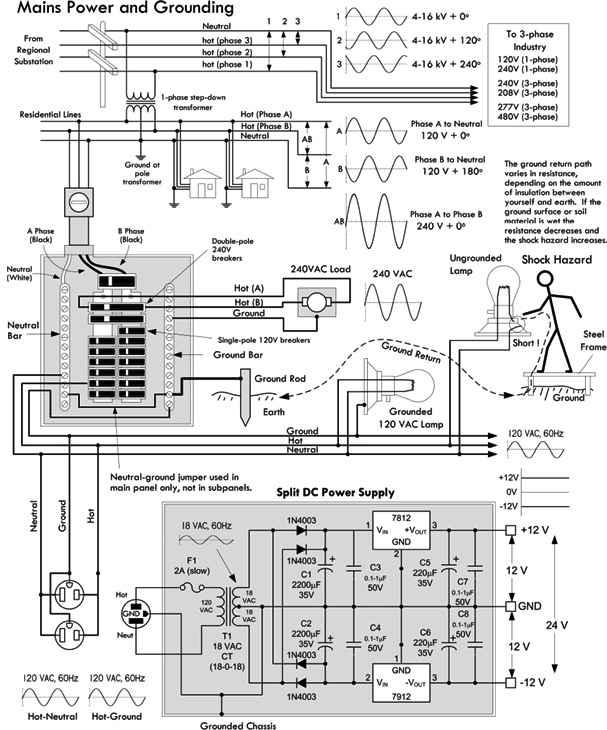 Mains Power and Grounding
Neutral
hot (phase 3)
hot (phase 2)
hot (phase 1)
From
Regional
Substation
1 2 3
1
2
3
4-16 kV + 0º
4-16 kV + 120º
4-16 kV + 240º
To 3-phase
Industry
120V (1-phase)
240V (1-phase)
240V (3-phase)
208V (3-phase)
277V (3-phase)
480V (3-phase)
1-phase step-down
transformer
Residential Lines
Hot (Phase A)
Hot (Phase B)
Neutral
AB
A
B
Ground at
pole
transformer
A
B
AB
Phase A to Neutral
120 V + 0º
Phase B to Neutral
120 V + 180º
Phase A to Phase B
240 V + 0º
The ground return path
varies in resistance,
depending on the amount
of insulation between
yourself and earth. If the
ground surface or soil
material is wet the
resistance decreases and
the shock hazard increases.
A Phase
(Black)
B Phase
(Black)
Double-pole
240V
breakers
Neutral
(White)
Neutral
Bar
Hot (A)
Hot (B)
Ground
240VAC Load
240 VAC
Single-pole 120V breakers
Ground Bar
Ungrounded
Lamp
Shock Hazard
Short !
Steel
Frame
Ground
Ground Return
Ground Rod
Earth
Grounded
120 VAC Lamp
Ground
Hot
Neutral
120 VAC, 60Hz
+12V
0V
-12V
Neutral-ground jumper used in
main panel only, not in subpanels.
Neutral
Ground
Hot
Split DC Power Supply
18 VAC, 60Hz
F1
2A (slow)
Hot
GND
Neut
120
VAC
18
VAC
18
VAC
T1
18 VAC
CT
(18-0-18)
1N4003
1N4003
1N4003
1N4003
C1
2200µF
35V
C2
2200µF
35V
C3
0.1-1µF
50V
C4
0.1-1µF
50V
1
7812
VIN
+VOUT
GND
3
2
C5
220µF
35V
C6
220µF
35V
C7
0.1-1µF
50V
C8
0.1-1µF
50V
1
GND
2
VIN
-VOUT
3
7912
+12 V
12 V
GND
24 V
12 V
-12 V
120 VAC, 60Hz
Hot-Neutral
120 VAC, 60Hz
Hot-Ground
Grounded Chassis